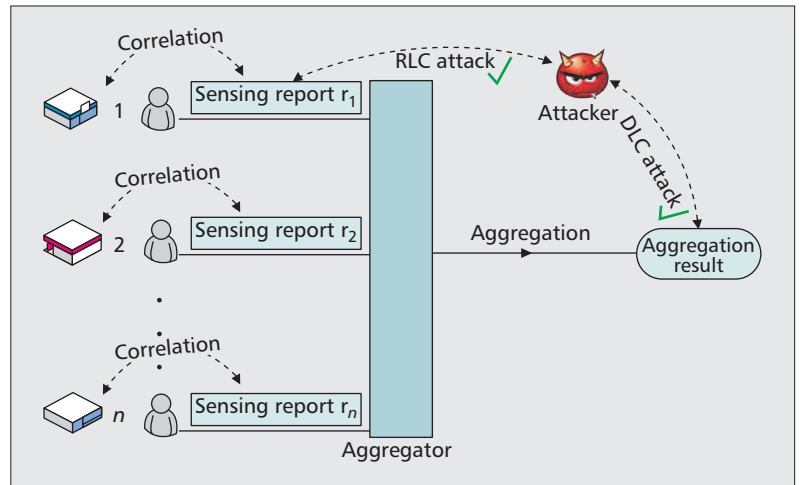 Correlation
RLC attack
Sensing report r₁
1
Attacker
DLC attack
Correlation
Sensing report r₂
2
Aggregation
Aggregation
result
Correlation
Sensing report rₙ
n
Aggregator